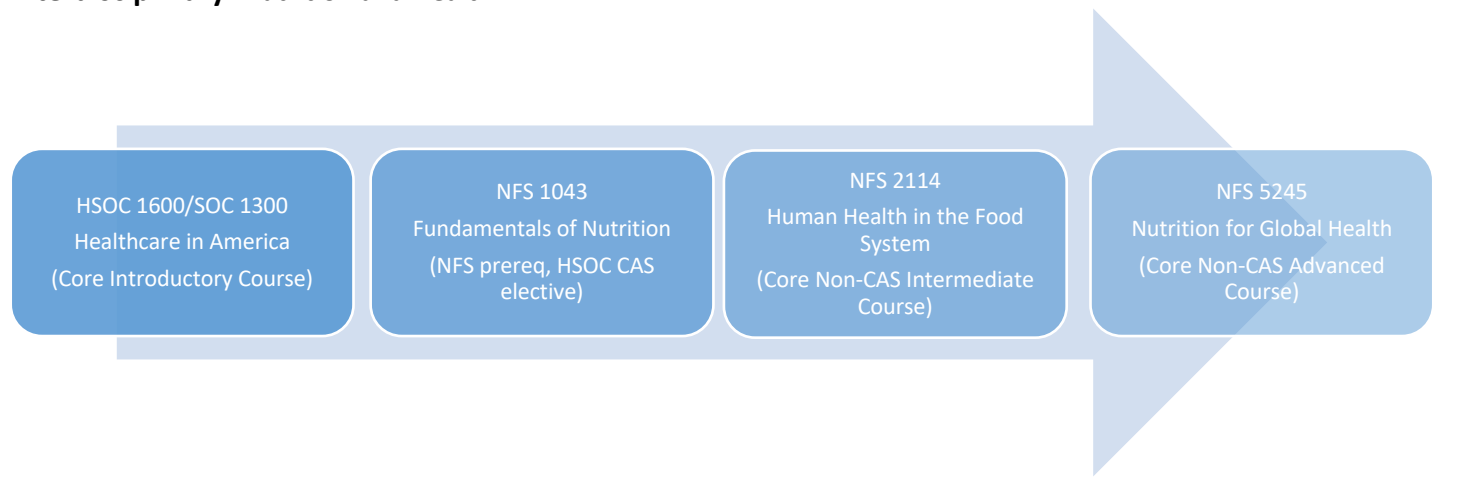 HSOC 1600/SOC 1300
Healthcare in America
(Core Introductory Course)
NFS 1043
Fundamentals of Nutrition
(NFS prereq, HSOC CAS
elective)
NFS 2114
Human Health in the Food
System
(Core Non-CAS Intermediate
Course)
NFS 5245
Nutrition for Global Health
(Core Non-CAS Advanced
Course)